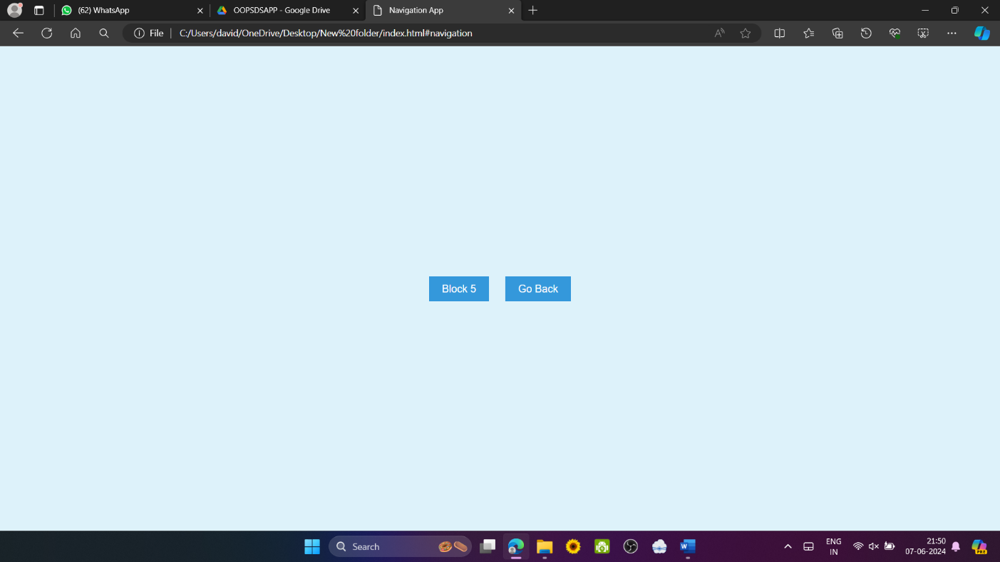 (62) WhatsApp
OOPSDSAPP - Google Drive
Navigation App
File
C:/Users/david/OneDrive/Desktop/New%20folder/index.html#navigation
Block 5
Go Back
Search
ENG
IN
21:50
07-06-2024
PRE